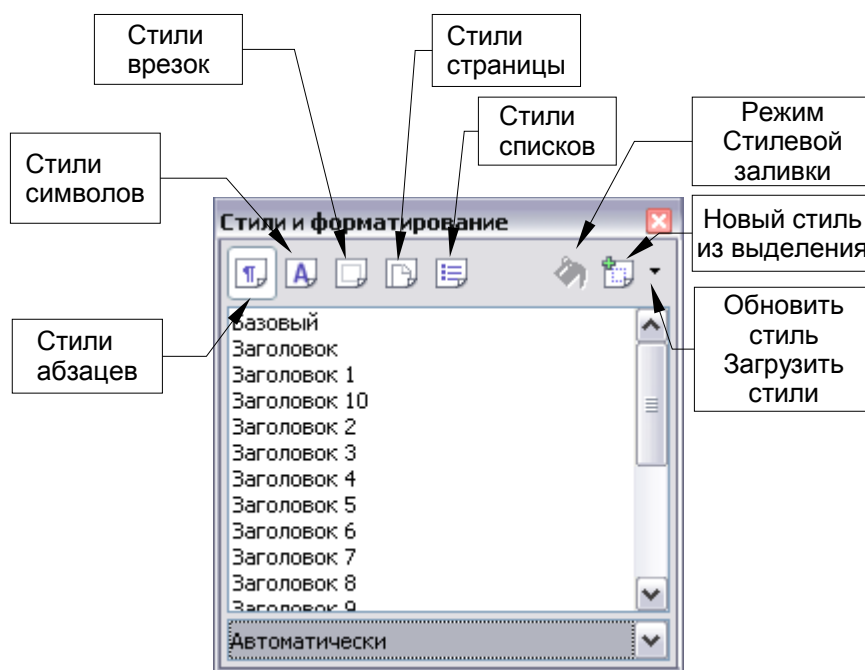 Стили
врезок
Стили
страницы
Стили
списков
Режим
Стилевой
заливки
Стили
символов
Новый стиль
из выделения
Обновить
стиль
Загрузить
стили
Стили
абзацев
Стили и форматирование
Базовый
Заголовок
Заголовок 1
Заголовок 10
Заголовок 2
Заголовок 3
Заголовок 4
Заголовок 5
Заголовок 6
Заголовок 7
Заголовок 8
Заголовок 9
Автоматически